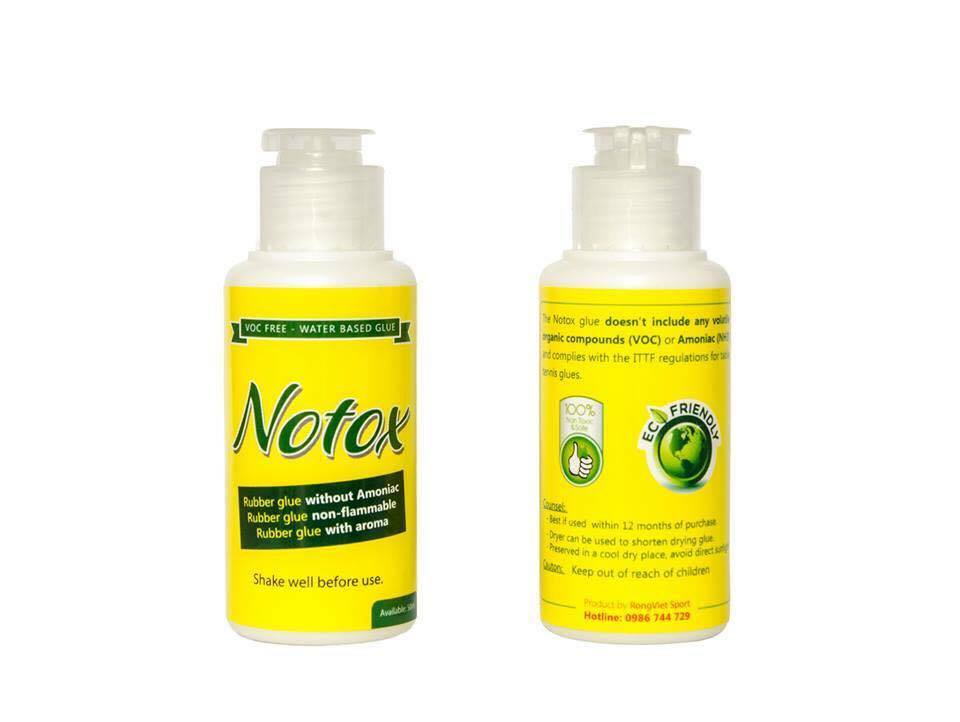 VOC FREE - WATER BASED GLUE
Notox
Rubber glue without Amoniac
Rubber glue non-flammable
Rubber glue with aroma
Shake well before use.
Available:
The Notox glue doesn't include any
organic compounds (VOC) or Amoniac
and complies with the ITTF regulations for
tennis glues.
100%
Non Toxic
& Safe
ECO FRIENDLY
Counsel:
- Best if used within 12 months of purchase.
- Dryer can be used to shorten drying glue.
- Preserved in a cool dry place, avoid direct
Keep out of reach of children
Product by RongViet Sport
Hotline: 0986 744 729